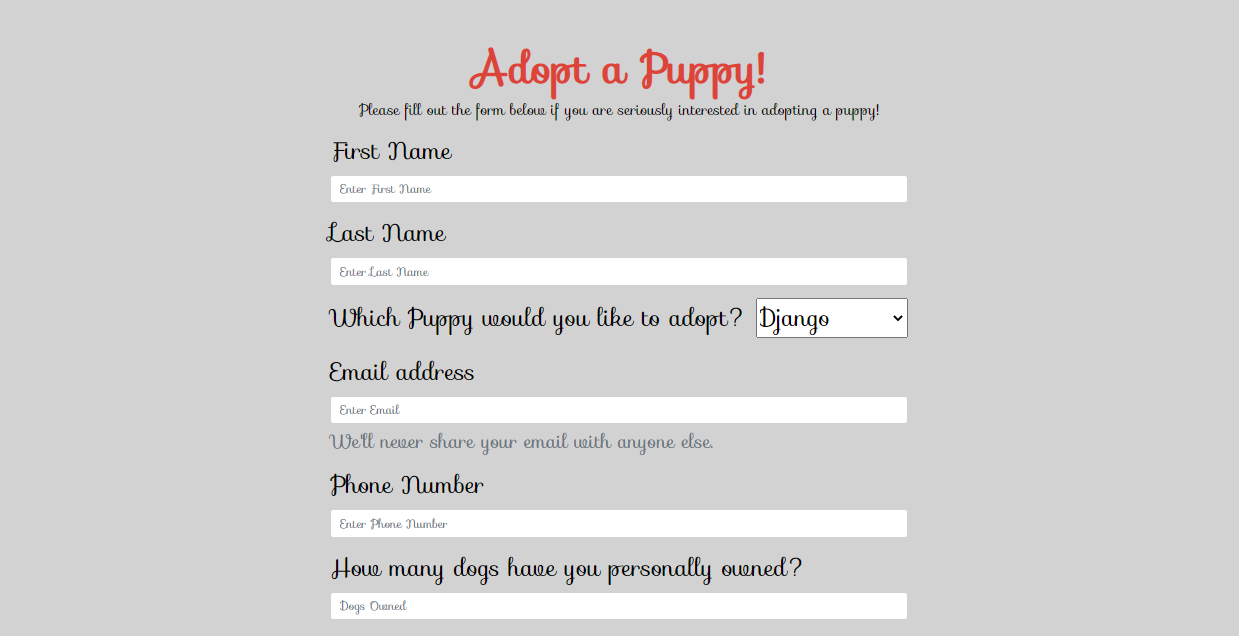 Adopt a Puppy!
Please fill out the form below if you are seriously interested in adopting a puppy!
First Name
Enter First Name
Last Name
Enter Last Name
Which Puppy would you like to adopt? Django
Email address
Enter Email
We'll never share your email with anyone else.
Phone Number
Enter Phone Number
How many dogs have you personally owned?
Dogs Owned